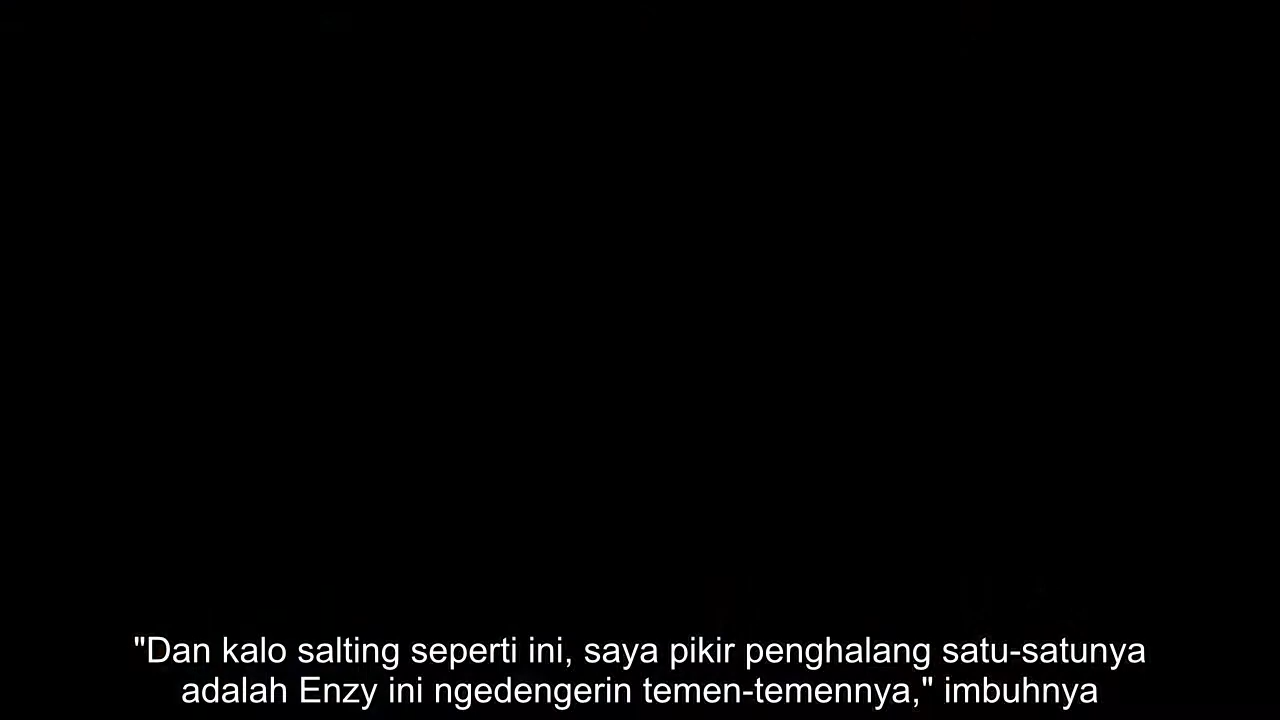 "Dan kalo salting seperti ini, saya pikir penghalang satu-satunya
adalah Enzy ini ngedengerin temen-temennya," imbuhnya